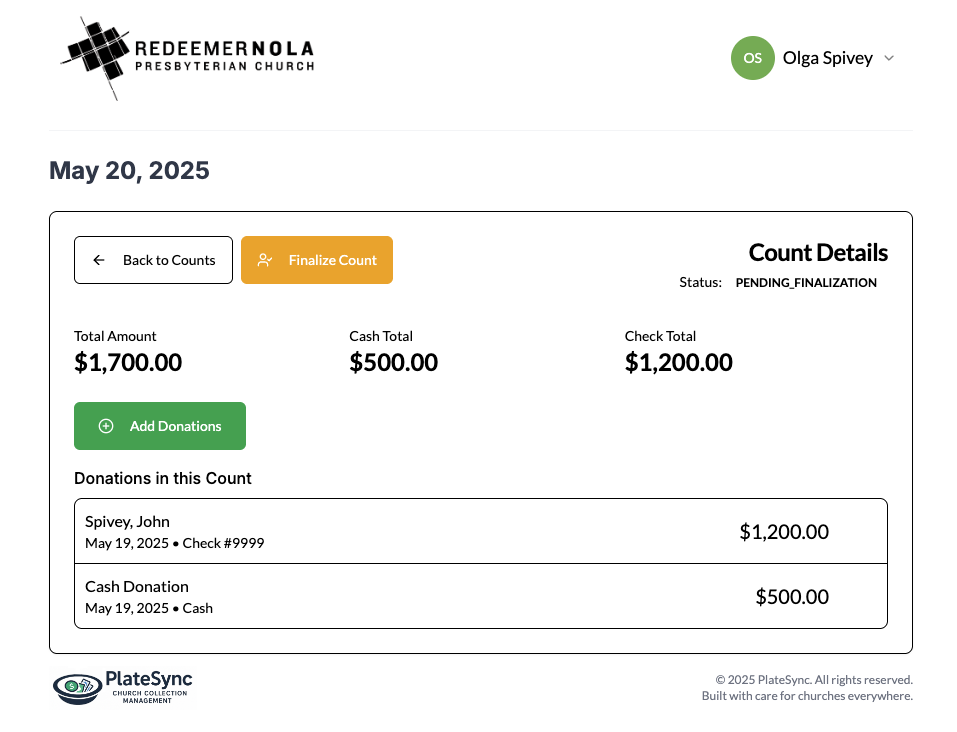 REDEEMERNOLA
PRESBYTERIAN CHURCH
OS
Olga Spivey
May 20, 2025
Back to Counts
Finalize Count
Count Details
Status: PENDING_FINALIZATION
Total Amount
$1,700.00
Cash Total
$500.00
Check Total
$1,200.00
Add Donations
Donations in this Count
Spivey, John
May 19, 2025 • Check #9999
$1,200.00
Cash Donation
May 19, 2025 • Cash
$500.00
PlateSync
CHURCH COLLECTION
MANAGEMENT
© 2025 PlateSync. All rights reserved.
Built with care for churches everywhere.